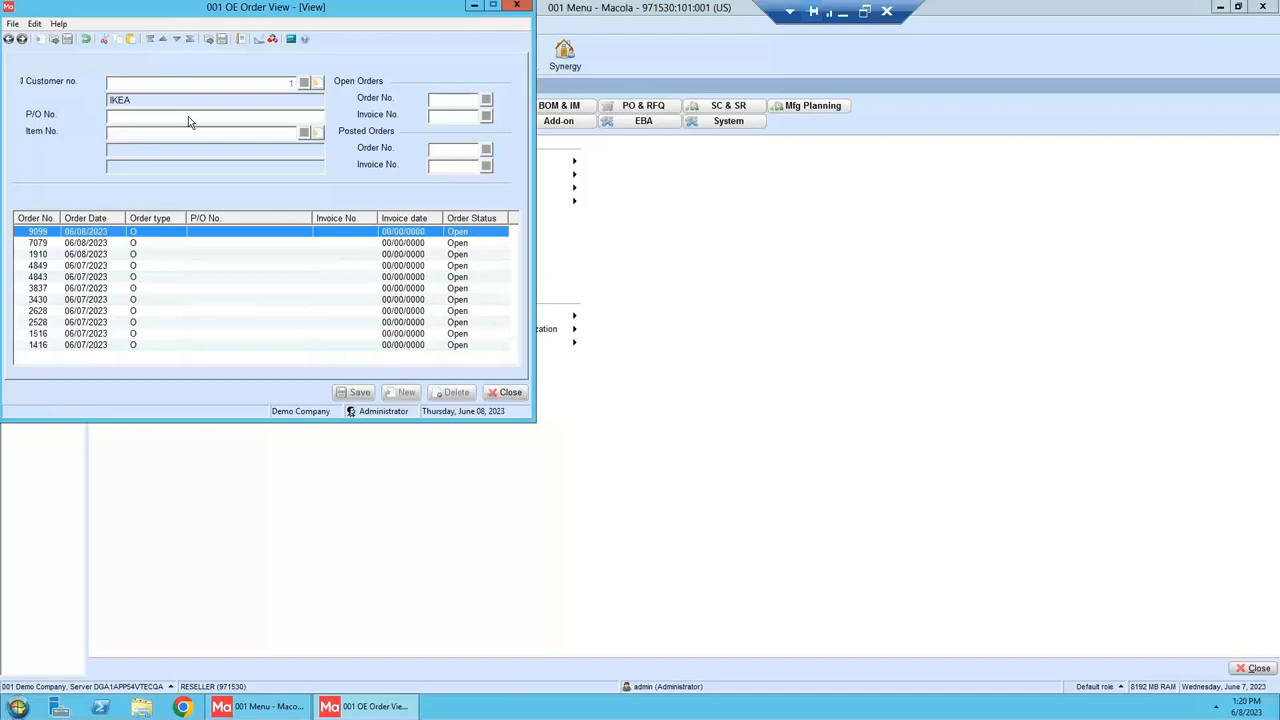 Ma 001 OE Order View - [View]
001 Menu - Macola - 971530:101:001 (US)
File Edit Help
Synergy
Customer no. 1
IKEA
P/O No.
Item No.
Open Orders
Order No.
Invoice No.
Posted Orders
Order No.
Invoice No.
BOM & IM PO & RFQ SC & SR Mfg Planning
Add-on EBA System
Order No. Order Date Order type P/O No. Invoice No. Invoice date Order Status
9099 06/08/2023 O 00/00/0000 Open
7079 06/08/2023 O 00/00/0000 Open
1910 06/08/2023 O 00/00/0000 Open
4849 06/07/2023 O 00/00/0000 Open
4843 06/07/2023 O 00/00/0000 Open
3837 06/07/2023 O 00/00/0000 Open
3430 06/07/2023 O 00/00/0000 Open
2628 06/07/2023 O 00/00/0000 Open
2528 06/07/2023 O 00/00/0000 Open
1516 06/07/2023 O 00/00/0000 Open
1416 06/07/2023 O 00/00/0000 Open
zation
Save New Delete Close
Demo Company Administrator Thursday, June 08, 2023
Close
001 Demo Company, Server DGA1APP54VTECQA RESELLER (971530) admin (Administrator) Default role 8192 MB RAM Wednesday, June 7, 2023
Ma 001 Menu - Maco... Ma 001 OE Order Vie...
1:20 PM
6/8/2023